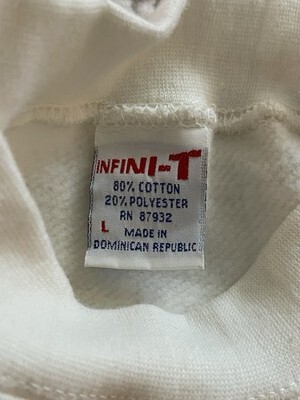 INFINI-T
80% COTTON
20% POLYESTER
RN 87932
L MADE IN
DOMINICAN REPUBLIC